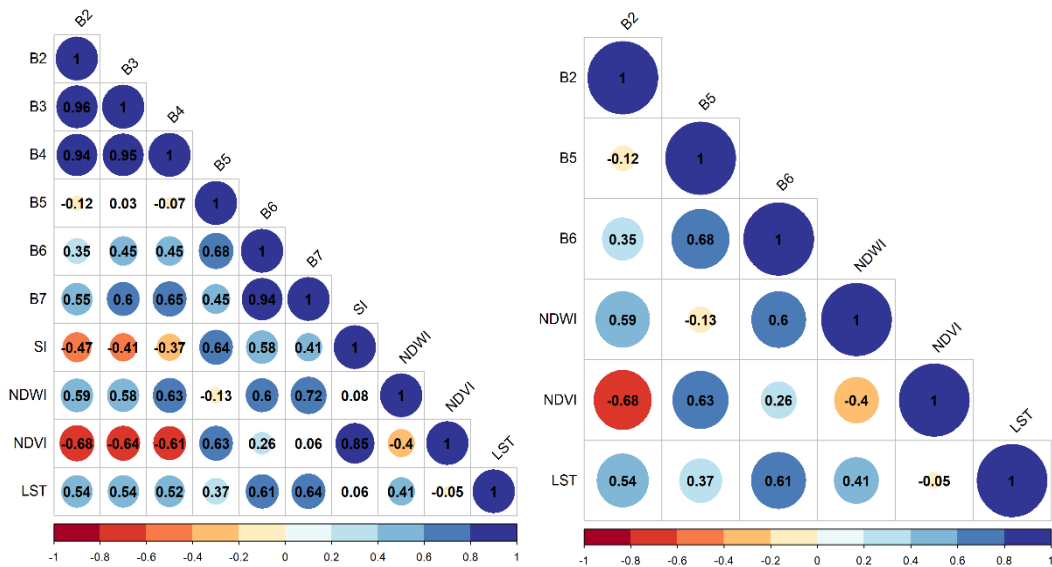 B2
B2 1
B3
B3 0.96 1
B4
B4 0.94 0.95 1
B5
B5 -0.12 0.03 -0.07 1
B6
B6 0.35 0.45 0.45 0.68 1
B7
B7 0.55 0.6 0.65 0.45 0.94 1
SI
SI -0.47 -0.41 -0.37 0.64 0.58 0.41 1
NDWI
NDWI 0.59 0.58 0.63 -0.13 0.6 0.72 0.08 1
NDVI
NDVI -0.68 -0.64 -0.61 0.63 0.26 0.06 0.85 -0.4 1
LST
LST 0.54 0.54 0.52 0.37 0.61 0.64 0.06 0.41 -0.05 1
-1 -0.8 -0.6 -0.4 -0.2 0 0.2 0.4 0.6 0.8 1
B2
B2 1
B5
B5 -0.12 1
B6
B6 0.35 0.68 1
NDWI
NDWI 0.59 -0.13 0.6 1
NDVI
NDVI -0.68 0.63 0.26 -0.4 1
LST
LST 0.54 0.37 0.61 0.41 -0.05 1
-1 -0.8 -0.6 -0.4 -0.2 0 0.2 0.4 0.6 0.8 1